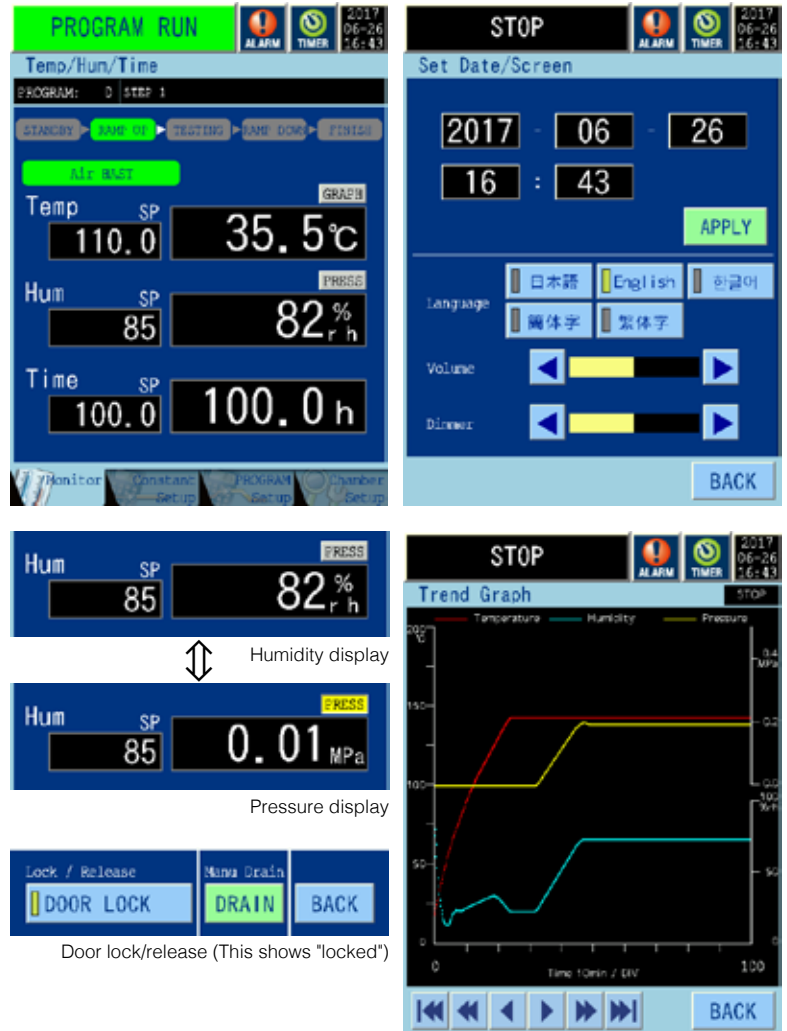 PROGRAM RUN
ALARM
TIMER
2017
06-26
16:43
Temp/Hum/Time
PROGRAM: 0 STEP 1
STANDBY RAMP UP TESTING RAMP DOWN FINISH
Air BAST
GRAPH
Temp SP
110.0 35.5℃
PRESS
Hum SP
85 82 %rh
Time SP
100.0 100.0 h
Monitor
Constant Setup
PROGRAM Setup
Chamber Setup
STOP
ALARM
TIMER
2017
06-26
16:43
Set Date/Screen
2017 - 06 - 26
16 : 43
APPLY
Language
日本語 English 한글어
簡体字 繁体字
Volume
Dimmer
BACK
PRESS
Hum SP
85 82 %rh
Humidity display
PRESS
Hum SP
85 0.01 MPa
Pressure display
Lock / Release Manu Drain
DOOR LOCK DRAIN BACK
Door lock/release (This shows "locked")
STOP
ALARM
TIMER
2017
06-26
16:43
Trend Graph STOP
Temperature Humidity Pressure
200
℃
0.4
MPa
150
0.2
100
0.0
100
%rh
50 50
0 0
0 Time 10min / DIV 100
BACK